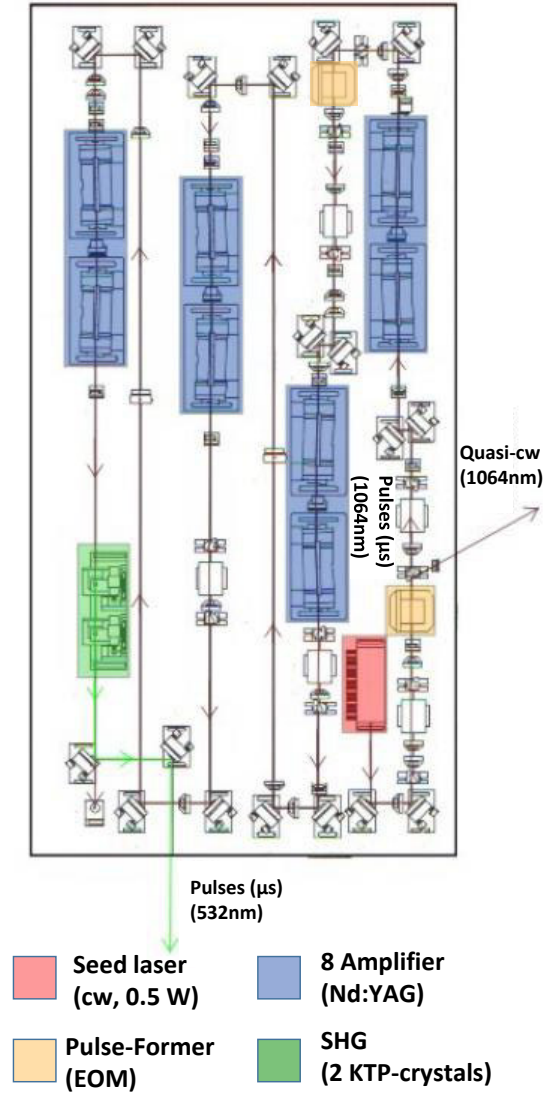 Quasi-cw
(1064nm)
Pulses (µs)
(1064nm)
Pulses (µs)
(532nm)
Seed laser
(cw, 0.5 W)
8 Amplifier
(Nd:YAG)
Pulse-Former
(EOM)
SHG
(2 KTP-crystals)